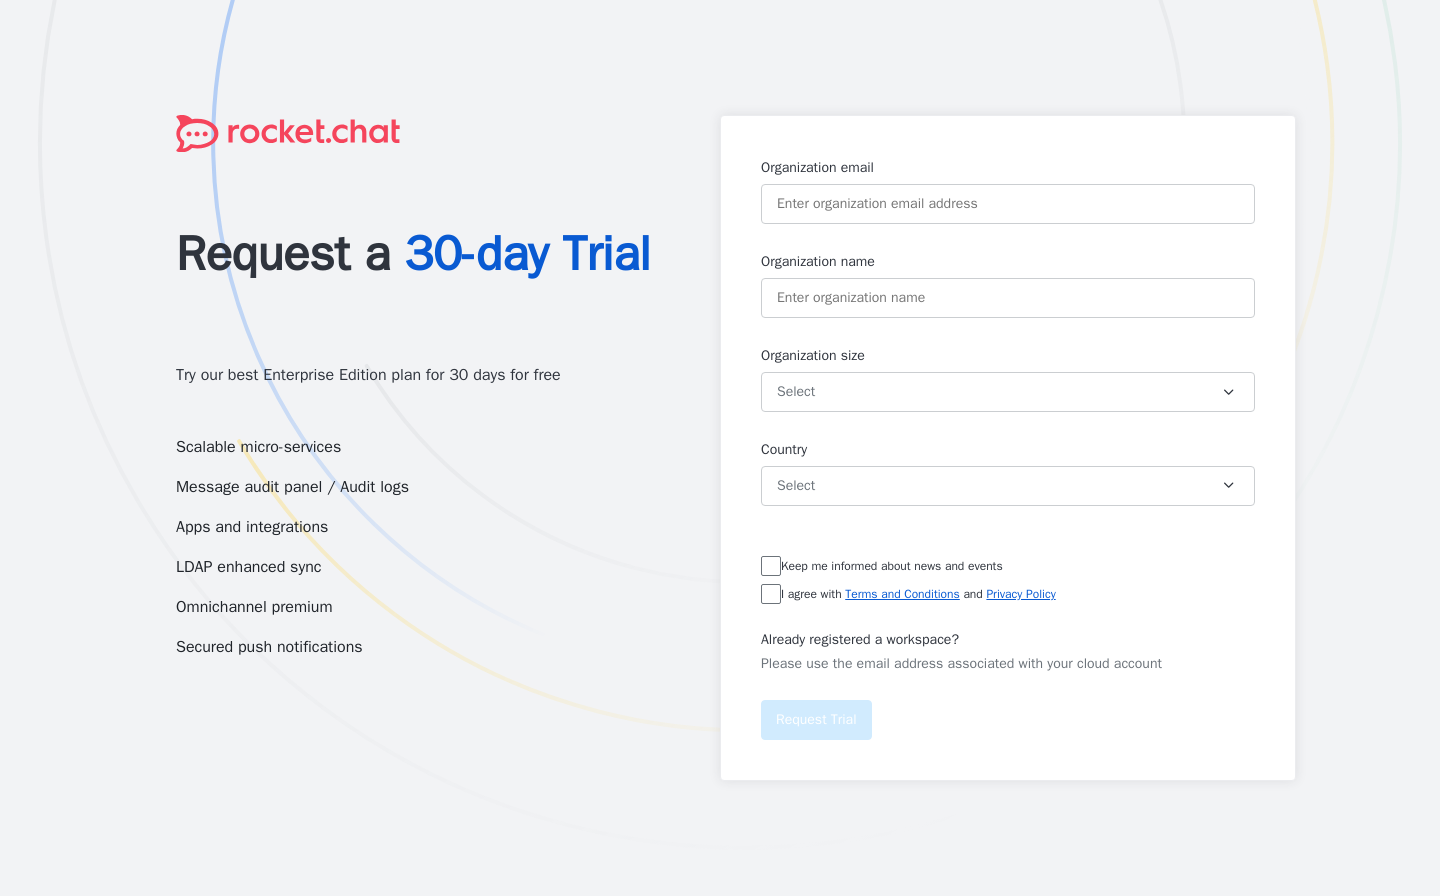 rocket.chat
Request a 30-day Trial
Try our best Enterprise Edition plan for 30 days for free
Scalable micro-services
Message audit panel / Audit logs
Apps and integrations
LDAP enhanced sync
Omnichannel premium
Secured push notifications
Organization email
Enter organization email address
Organization name
Enter organization name
Organization size
Select
Country
Select
Keep me informed about news and events
I agree with Terms and Conditions and Privacy Policy
Already registered a workspace?
Please use the email address associated with your cloud account
Request Trial